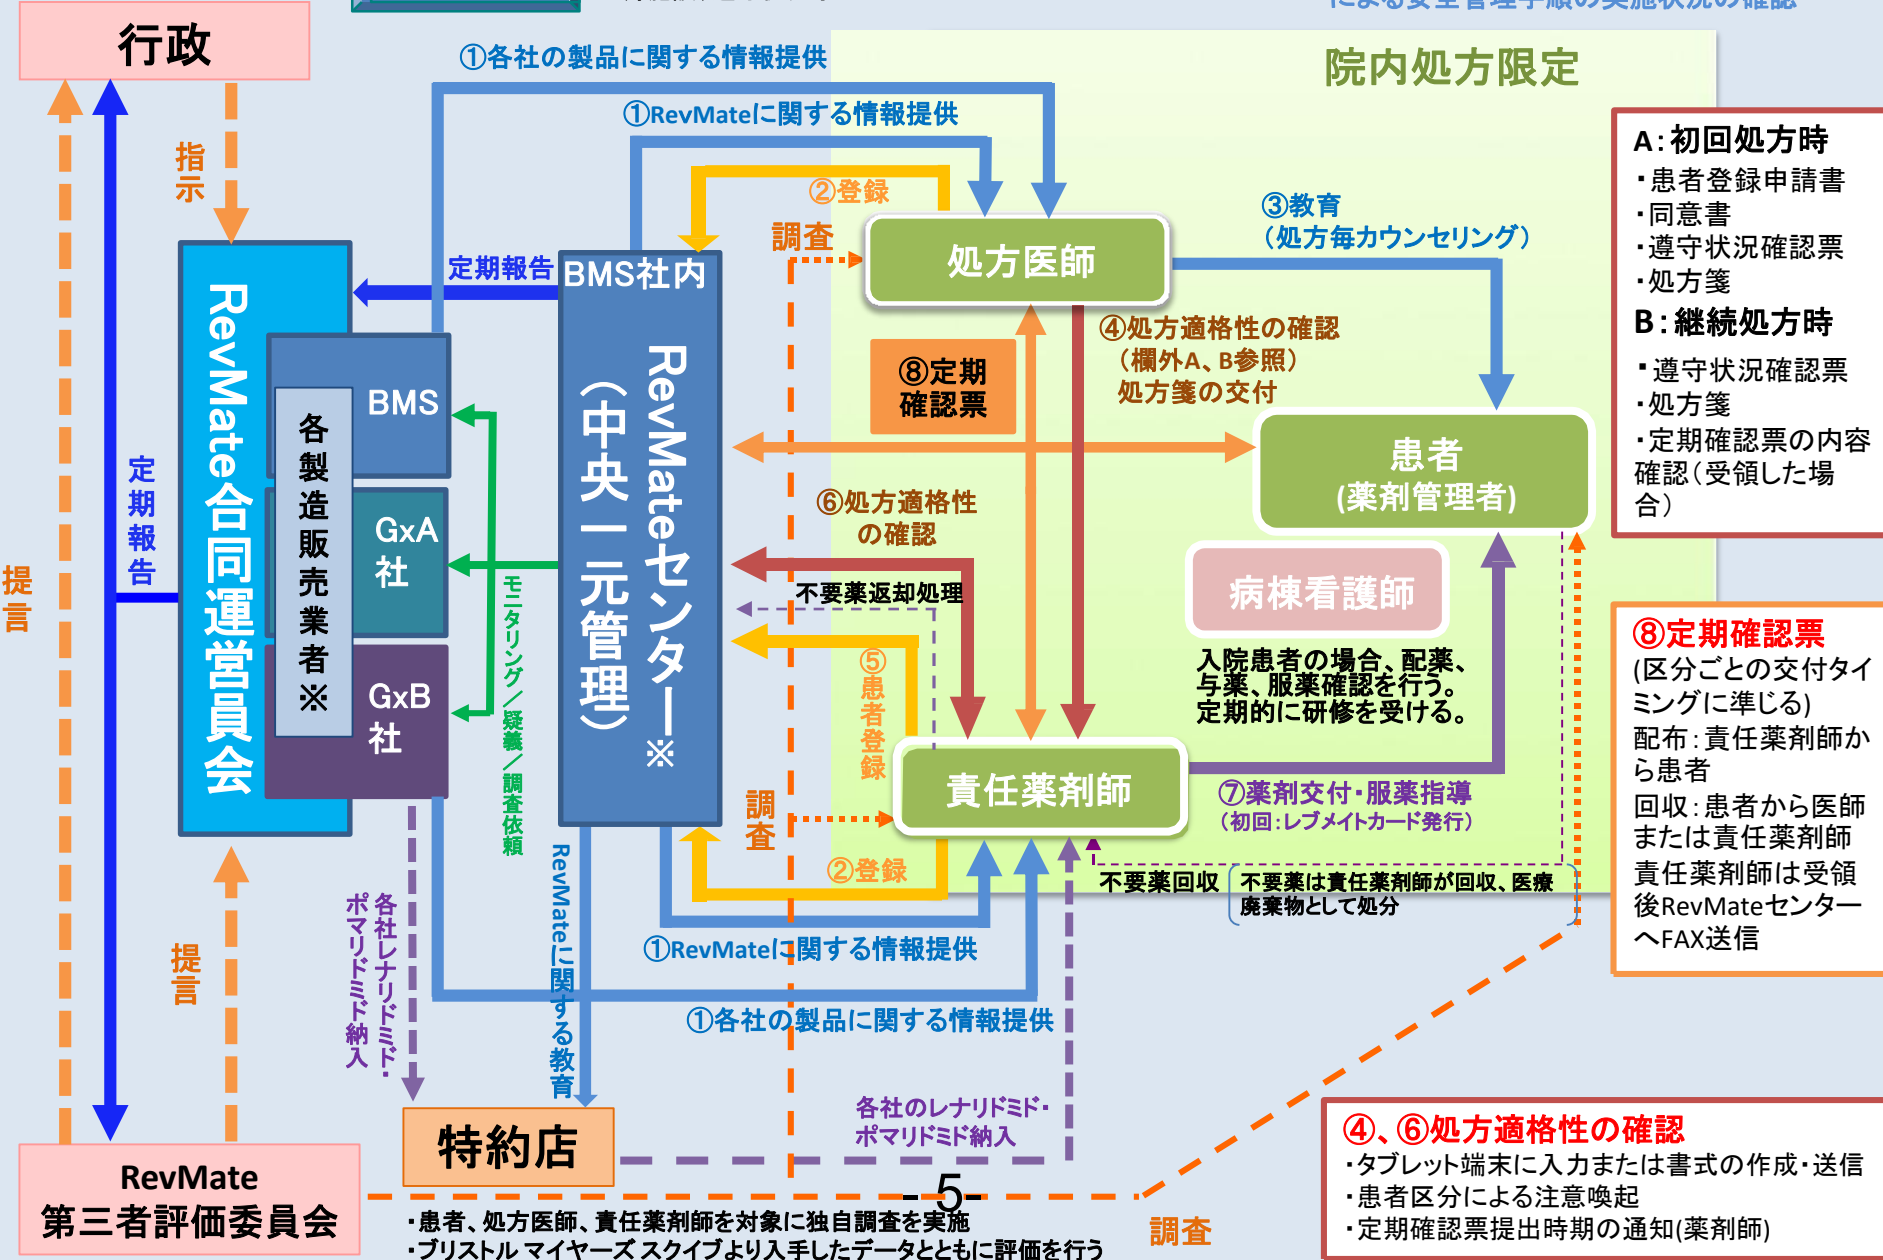 による安全管理手順の実施状況の確認
行政
①各社の製品に関する情報提供
院内処方限定
①RevMateに関する情報提供
指示
②登録
調査
処方医師
③教育
（処方毎カウンセリング）
A：初回処方時
・患者登録申請書
・同意書
・遵守状況確認票
・処方箋
B：継続処方時
・遵守状況確認票
・処方箋
・定期確認票の内容
確認（受領した場
合）
定期報告
BMS社内
RevMateセンター※
（中央一元管理）
RevMate合同運営員会
各製造販売業者※
BMS
GxA
社
GxB
社
④処方適格性の確認
（欄外A、B参照）
処方箋の交付
⑧定期
確認票
患者
(薬剤管理者)
定期報告
提言
⑥処方適格性
の確認
不要薬返却処理
病棟看護師
入院患者の場合、配薬、
与薬、服薬確認を行う。
定期的に研修を受ける。
モニタリング／疑義／調査依頼
⑤患者登録
⑧定期確認票
(区分ごとの交付タイ
ミングに準じる)
配布：責任薬剤師か
ら患者
回収：患者から医師
または責任薬剤師
責任薬剤師は受領
後RevMateセンター
へFAX送信
調査
責任薬剤師
⑦薬剤交付・服薬指導
（初回：レブメイトカード発行）
②登録
不要薬回収
不要薬は責任薬剤師が回収、医療
廃棄物として処分
RevMateに関する教育
各社レナリドミド・
ポマリドミド納入
提言
①RevMateに関する情報提供
①各社の製品に関する情報提供
各社のレナリドミド・
ポマリドミド納入
特約店
RevMate
第三者評価委員会
④、⑥処方適格性の確認
・タブレット端末に入力または書式の作成・送信
・患者区分による注意喚起
・定期確認票提出時期の通知(薬剤師)
-5-
・患者、処方医師、責任薬剤師を対象に独自調査を実施
・ブリストル マイヤーズ スクイブより入手したデータとともに評価を行う
調査